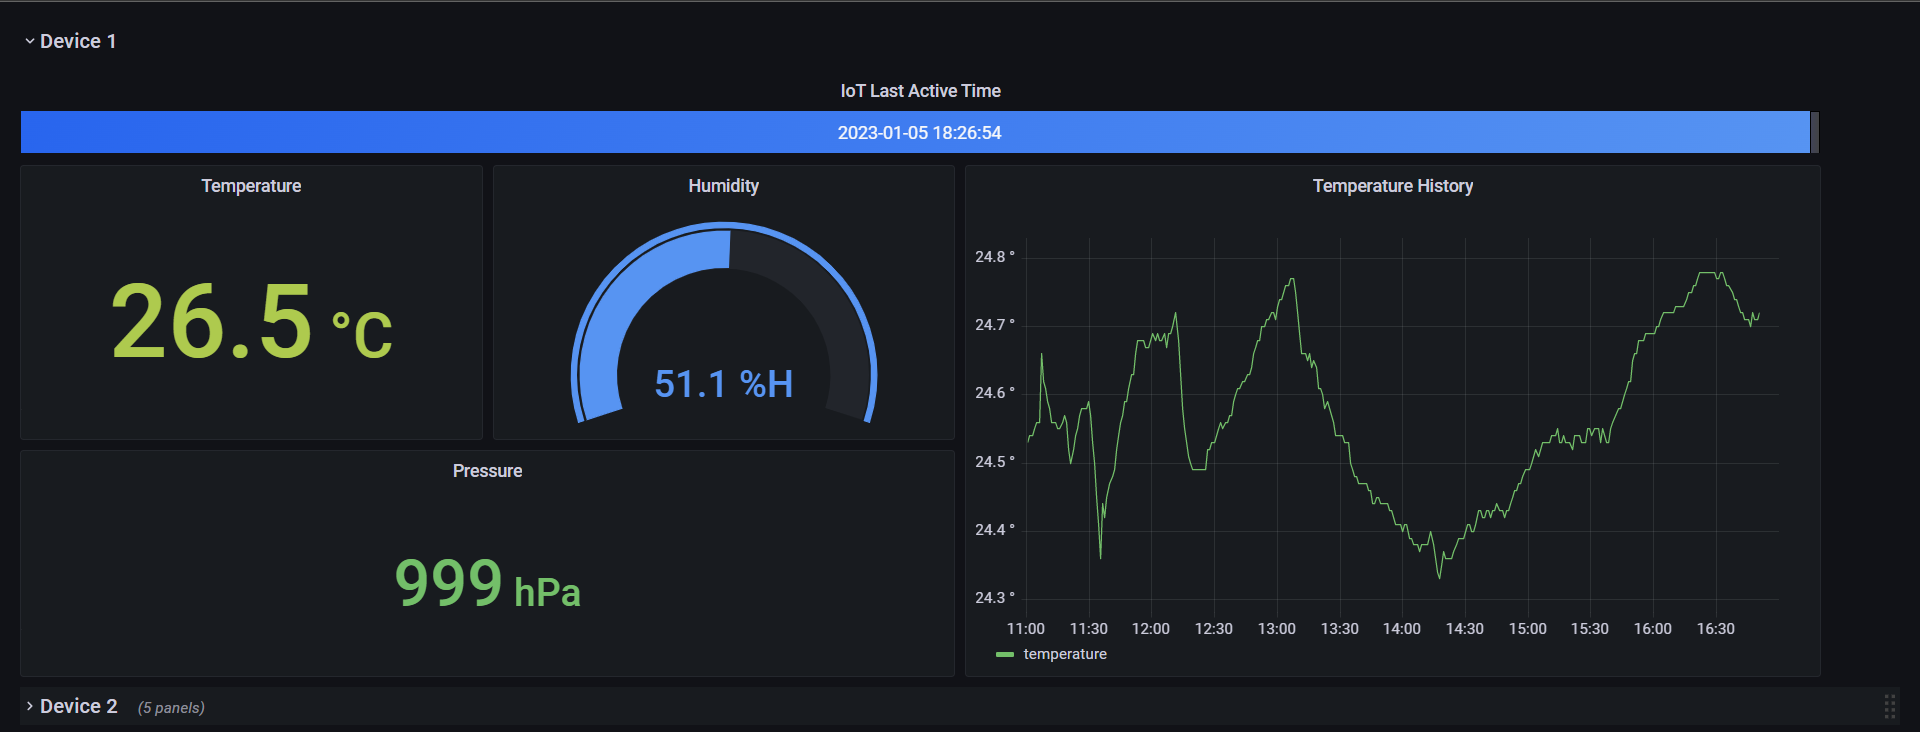 Device 1
IoT Last Active Time
2023-01-05 18:26:54
Temperature
26.5 °C
Humidity
51.1 %H
Pressure
999 hPa
Temperature History
24.8 °
24.7 °
24.6 °
24.5 °
24.4 °
24.3 °
11:00 11:30 12:00 12:30 13:00 13:30 14:00 14:30 15:00 15:30 16:00 16:30
temperature
Device 2 (5 panels)